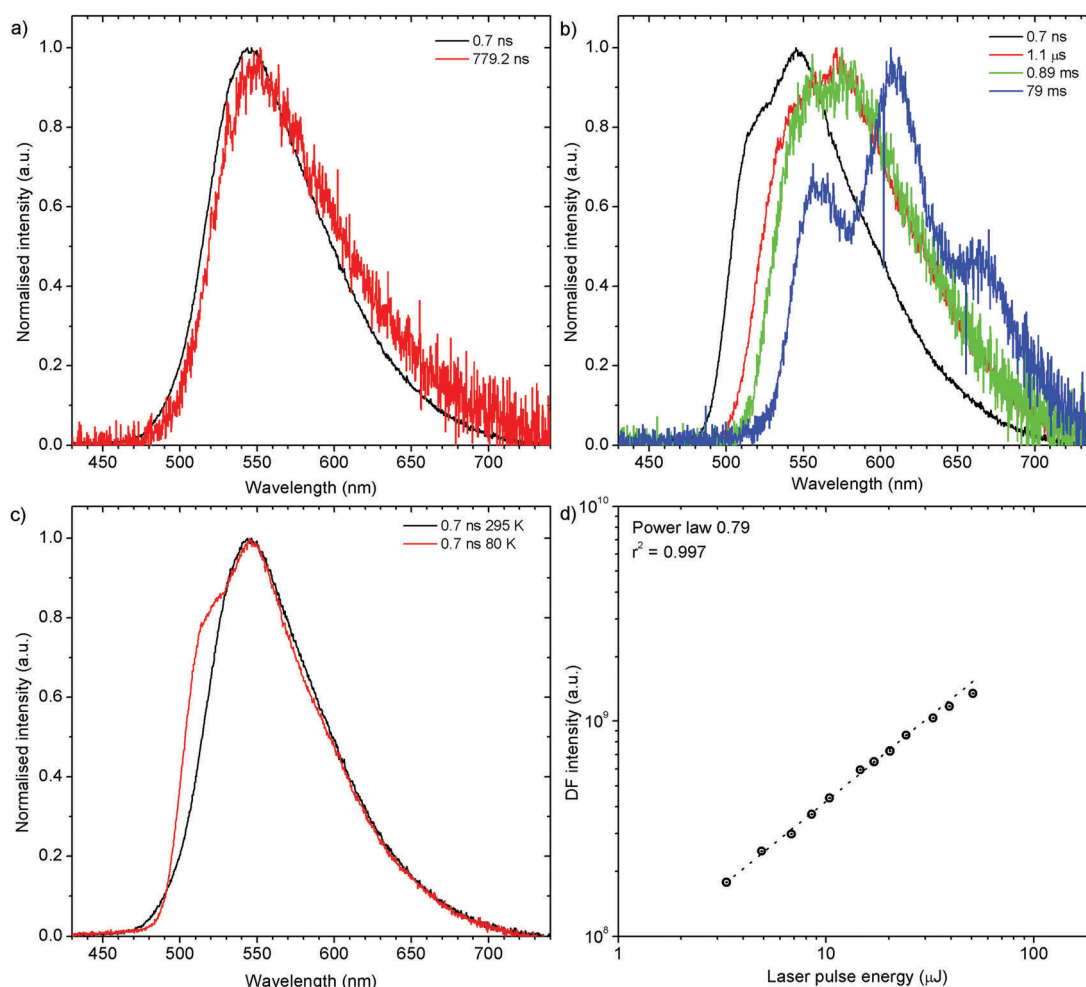 a)
0.7 ns
779.2 ns
1.0
0.8
0.6
0.4
0.2
0.0
Normalised intensity (a.u.)
450 500 550 600 650 700
Wavelength (nm)
b)
0.7 ns
1.1 μs
0.89 ms
79 ms
1.0
0.8
0.6
0.4
0.2
0.0
Normalised intensity (a.u.)
450 500 550 600 650 700
Wavelength (nm)
c)
0.7 ns 295 K
0.7 ns 80 K
1.0
0.8
0.6
0.4
0.2
0.0
Normalised intensity (a.u.)
450 500 550 600 650 700
Wavelength (nm)
d)
Power law 0.79
r² = 0.997
10¹⁰
10⁹
10⁸
DF intensity (a.u.)
1 10 100
Laser pulse energy (μJ)